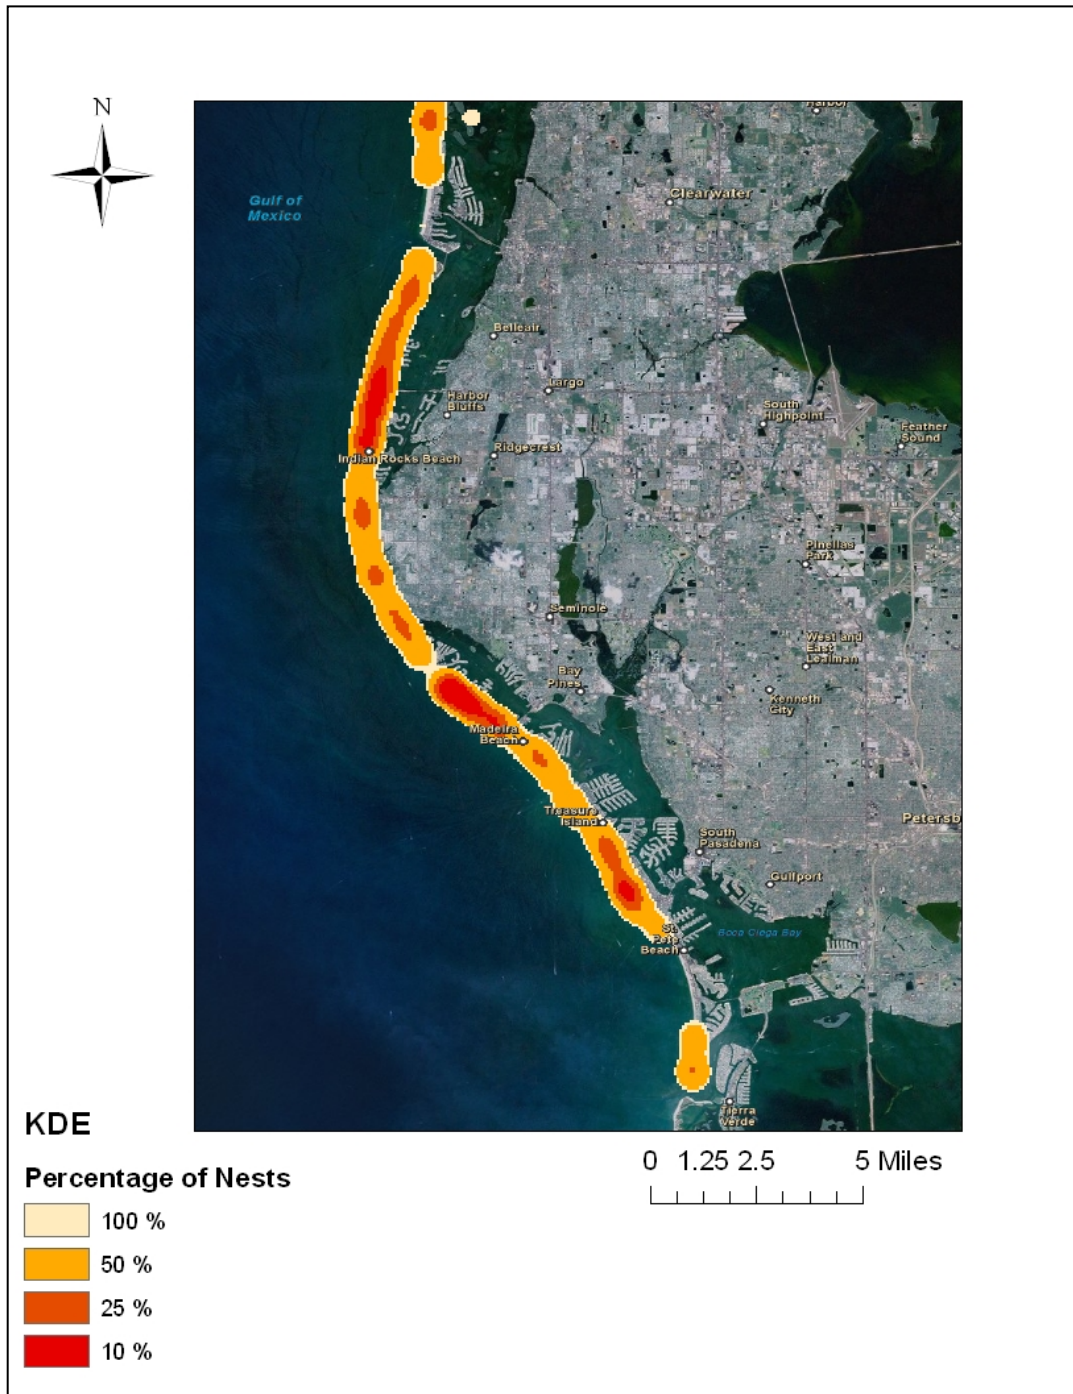 N
Harbor
Clearwater
Gulf of
Mexico
Belleair
Largo
Harbor
Bluffs
South
Highpoint
Feather
Sound
Ridgecrest
Indian Rocks Beach
Pinellas
Park
Seminole
West and
East
Lealman
Bay
Pines
Kenneth
City
Madeira
Beach
Treasure
Island
Petersb
South
Pasadena
Gulfport
St.
Pete
Beach
Boca Ciega Bay
Tierra
Verde
KDE
Percentage of Nests
100 %
50 %
25 %
10 %
0 1.25 2.5 5 Miles